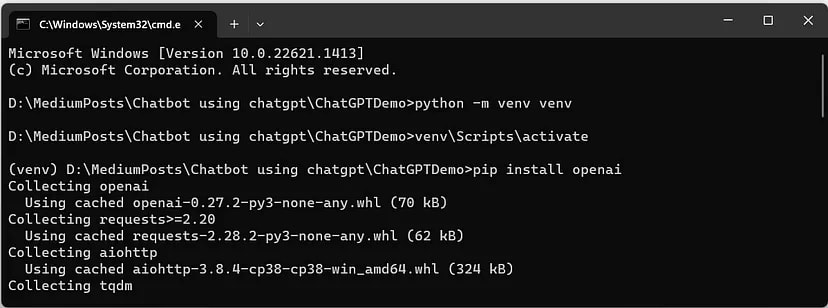 C:\Windows\System32\cmd.e
Microsoft Windows [Version 10.0.22621.1413]
(c) Microsoft Corporation. All rights reserved.
D:\MediumPosts\Chatbot using chatgpt\ChatGPTDemo>python -m venv venv
D:\MediumPosts\Chatbot using chatgpt\ChatGPTDemo>venv\Scripts\activate
(venv) D:\MediumPosts\Chatbot using chatgpt\ChatGPTDemo>pip install openai
Collecting openai
  Using cached openai-0.27.2-py3-none-any.whl (70 kB)
Collecting requests>=2.20
  Using cached requests-2.28.2-py3-none-any.whl (62 kB)
Collecting aiohttp
  Using cached aiohttp-3.8.4-cp38-cp38-win_amd64.whl (324 kB)
Collecting tqdm